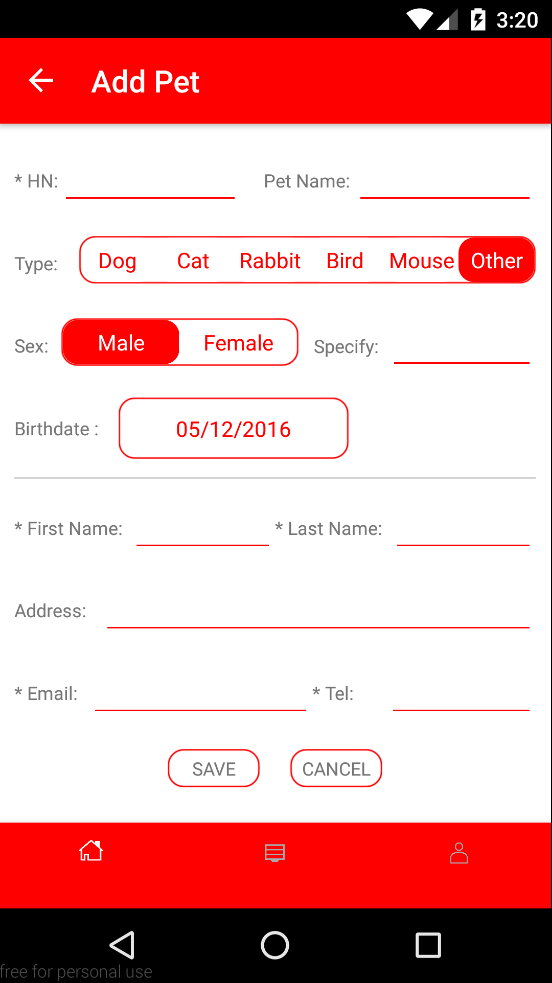 3:20
Add Pet
* HN: Pet Name:
Type: Dog Cat Rabbit Bird Mouse Other
Sex: Male Female Specify:
Birthdate : 05/12/2016
* First Name: * Last Name:
Address:
* Email: * Tel:
SAVE CANCEL
free for personal use